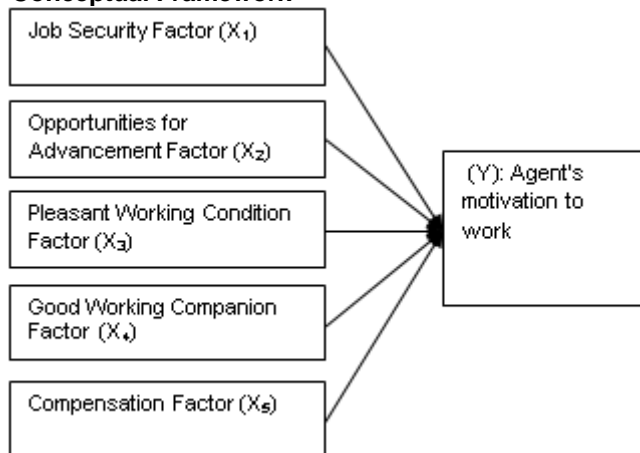 Conceptual Framework
Job Security Factor (X₁)
Opportunities for
Advancement Factor (X₂)
Pleasant Working Condition
Factor (X₃)
Good Working Companion
Factor (X₄)
Compensation Factor (X₅)
(Y): Agent's
motivation to
work